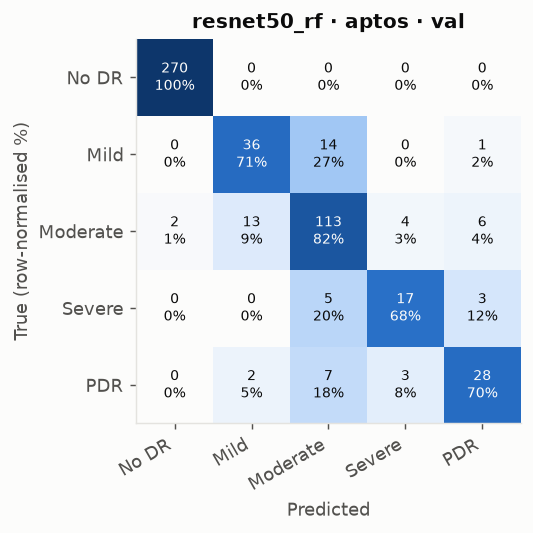 resnet50_rf · aptos · val
True (row-normalised %)
No DR
270 0 0 0 0
100% 0% 0% 0% 0%
Mild
0 36 14 0 1
0% 71% 27% 0% 2%
Moderate
2 13 113 4 6
1% 9% 82% 3% 4%
Severe
0 0 5 17 3
0% 0% 20% 68% 12%
PDR
0 2 7 3 28
0% 5% 18% 8% 70%
No DR Mild Moderate Severe PDR
Predicted